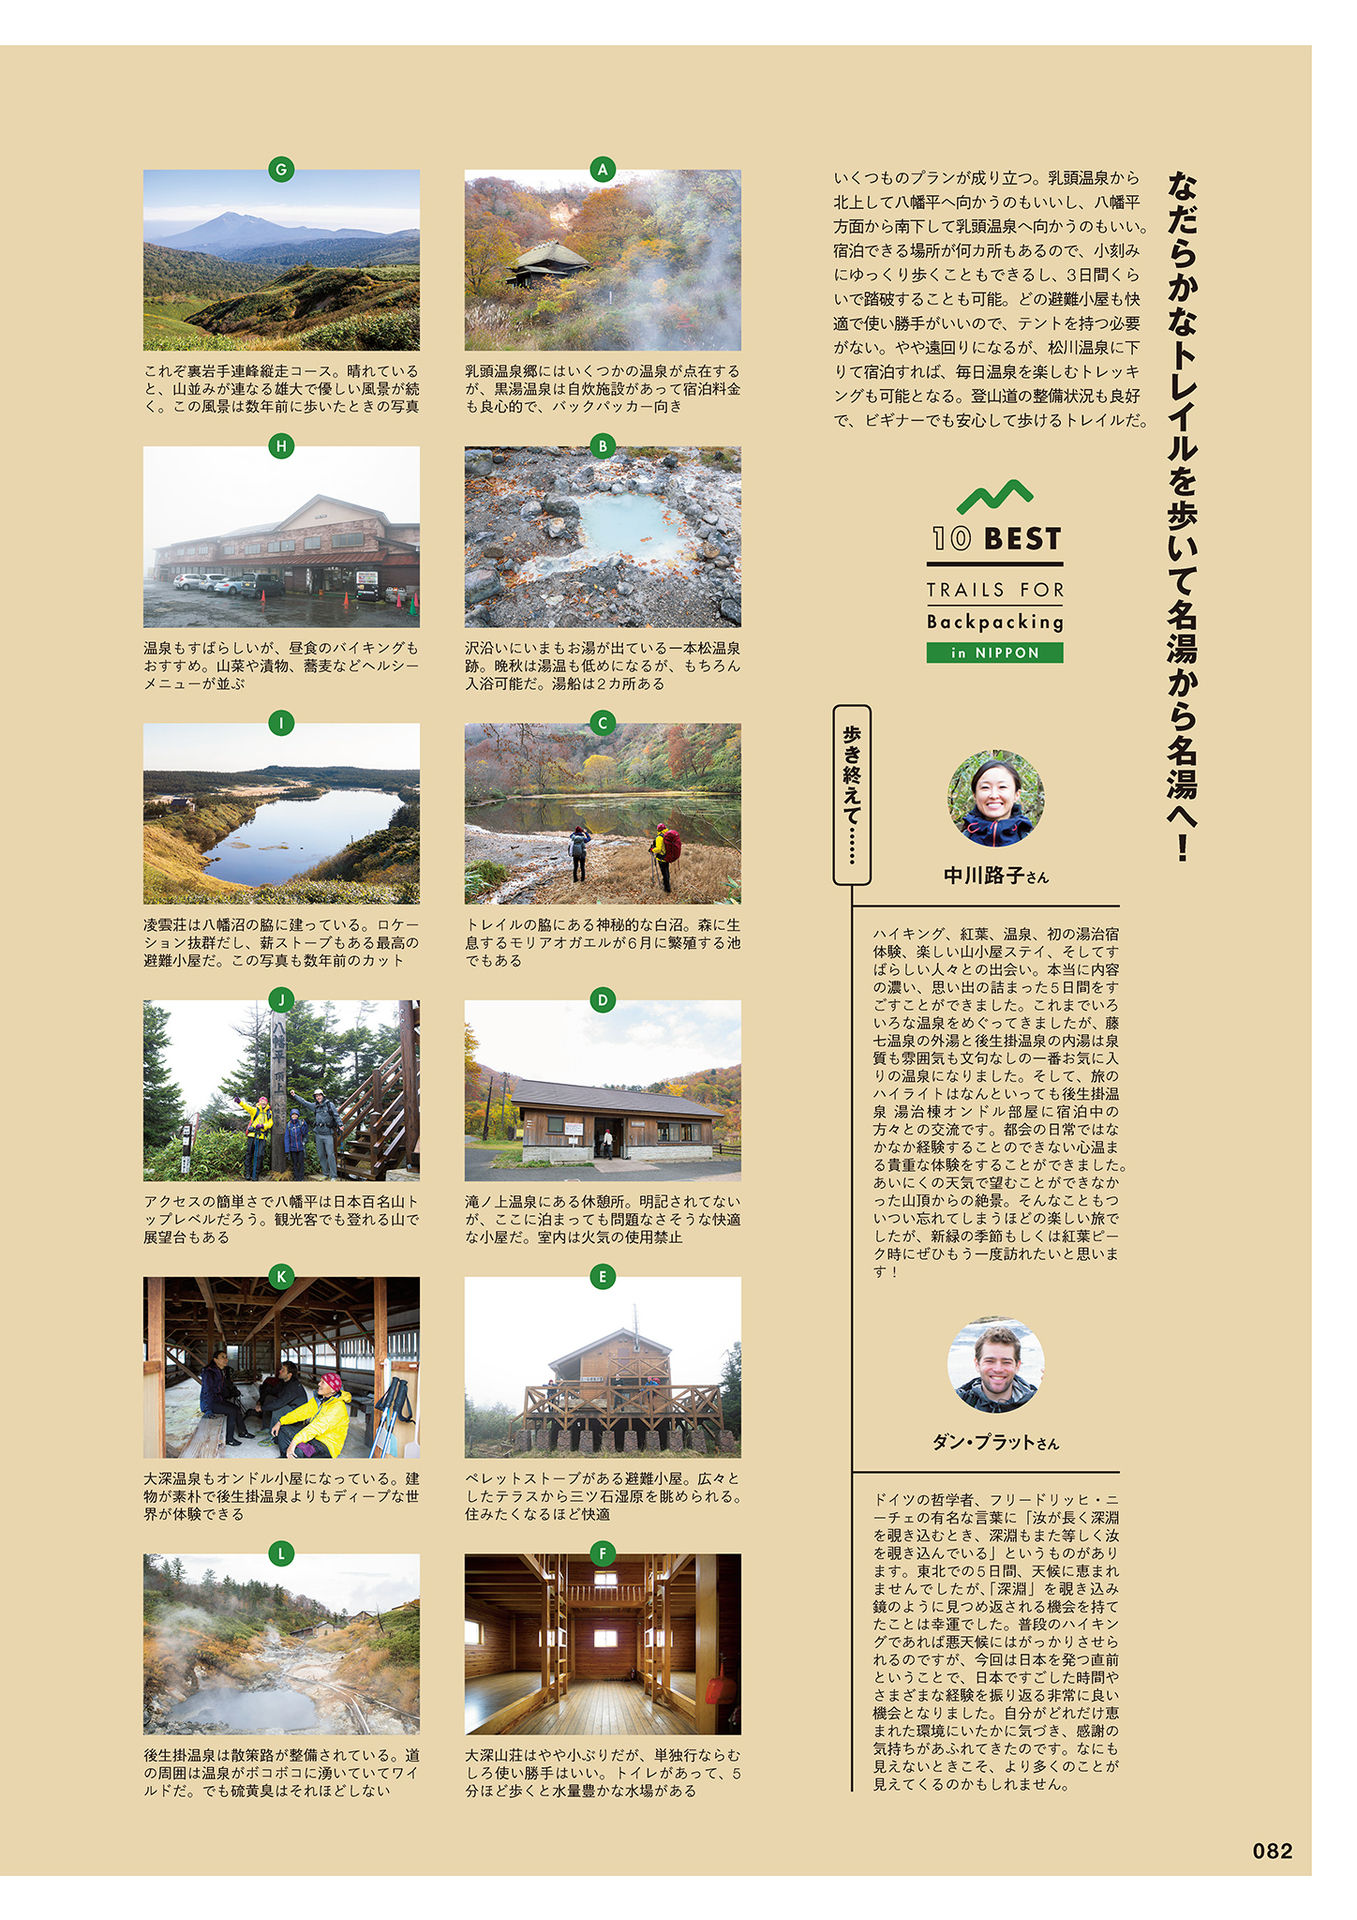 なだらかなトレイルを歩いて名湯から名湯へ！
いくつものプランが成り立つ。乳頭温泉から
北上して八幡平へ向かうのもいいし、八幡平
方面から南下して乳頭温泉へ向かうのもいい。
宿泊できる場所が何カ所もあるので、小刻み
にゆっくり歩くこともできるし、3日間くら
いで踏破することも可能。どの避難小屋も快
適で使い勝手がいいので、テントを持つ必要
がない。やや遠回りになるが、松川温泉に下
りて宿泊すれば、毎日温泉を楽しむトレッキ
ングも可能となる。登山道の整備状況も良好
で、ビギナーでも安心して歩けるトレイルだ。
10 BEST
TRAILS FOR
Backpacking
in NIPPON
歩き終えて……
中川路子さん
ハイキング、紅葉、温泉、初の湯治宿
体験、楽しい山小屋ステイ、そしてす
ばらしい人々との出会い。本当に内容
の濃い、思い出の詰まった5日間をす
ごすことができました。これまでいろ
いろな温泉をめぐってきましたが、藤
七温泉の外湯と後生掛温泉の内湯は泉
質も雰囲気も文句なしの一番お気に入
りの温泉になりました。そして、旅の
ハイライトはなんといっても後生掛温
泉 湯治棟オンドル部屋に宿泊中の
方々との交流です。都会の日常ではな
かなか経験することのできない心温ま
る貴重な体験をすることができました。
あいにくの天気で望むことができなか
った山頂からの絶景。そんなこともつ
いつい忘れてしまうほどの楽しい旅で
したが、新緑の季節もしくは紅葉ピー
ク時にぜひもう一度訪れたいと思いま
す！
ダン・プラットさん
ドイツの哲学者、フリードリッヒ・ニ
ーチェの有名な言葉に「汝が長く深淵
を覗き込むとき、深淵もまた等しく汝
を覗き込んでいる」というものがあり
ます。東北での5日間、天候に恵まれ
ませんでしたが、「深淵」を覗き込み
鏡のように見つめ返される機会を持て
たことは幸運でした。普段のハイキン
グであれば悪天候にはがっかりさせら
れるのですが、今回は日本を発つ直前
ということで、日本ですごした時間や
さまざまな経験を振り返る非常に良い
機会となりました。自分がどれだけ恵
まれた環境にいたかに気づき、感謝の
気持ちがあふれてきたのです。なにも
見えないときこそ、より多くのことが
見えてくるのかもしれません。
A
乳頭温泉郷にはいくつかの温泉が点在する
が、黒湯温泉は自炊施設があって宿泊料金
も良心的で、バックパッカー向き
B
沢沿いにいまもお湯が出ている一本松温泉
跡。晩秋は湯温も低めになるが、もちろん
入浴可能だ。湯船は2カ所ある
C
トレイルの脇にある神秘的な白沼。森に生
息するモリアオガエルが6月に繁殖する池
でもある
D
滝ノ上温泉にある休憩所。明記されてない
が、ここに泊まっても問題なさそうな快適
な小屋だ。室内は火気の使用禁止
E
ペレットストーブがある避難小屋。広々と
したテラスから三ツ石湿原を眺められる。
住みたくなるほど快適
F
大深山荘はやや小ぶりだが、単独行ならむ
しろ使い勝手はいい。トイレがあって、5
分ほど歩くと水量豊かな水場がある
G
これぞ裏岩手連峰縦走コース。晴れている
と、山並みが連なる雄大で優しい風景が続
く。この風景は数年前に歩いたときの写真
H
温泉もすばらしいが、昼食のバイキングも
おすすめ。山菜や漬物、蕎麦などヘルシー
メニューが並ぶ
I
凌雲荘は八幡沼の脇に建っている。ロケー
ション抜群だし、薪ストーブもある最高の
避難小屋だ。この写真も数年前のカット
J
八幡平 頂上
アクセスの簡単さで八幡平は日本百名山ト
ップレベルだろう。観光客でも登れる山で
展望台もある
K
大深温泉もオンドル小屋になっている。建
物が素朴で後生掛温泉よりもディープな世
界が体験できる
L
後生掛温泉は散策路が整備されている。道
の周囲は温泉がボコボコに湧いていてワイ
ルドだ。でも硫黄臭はそれほどしない
082